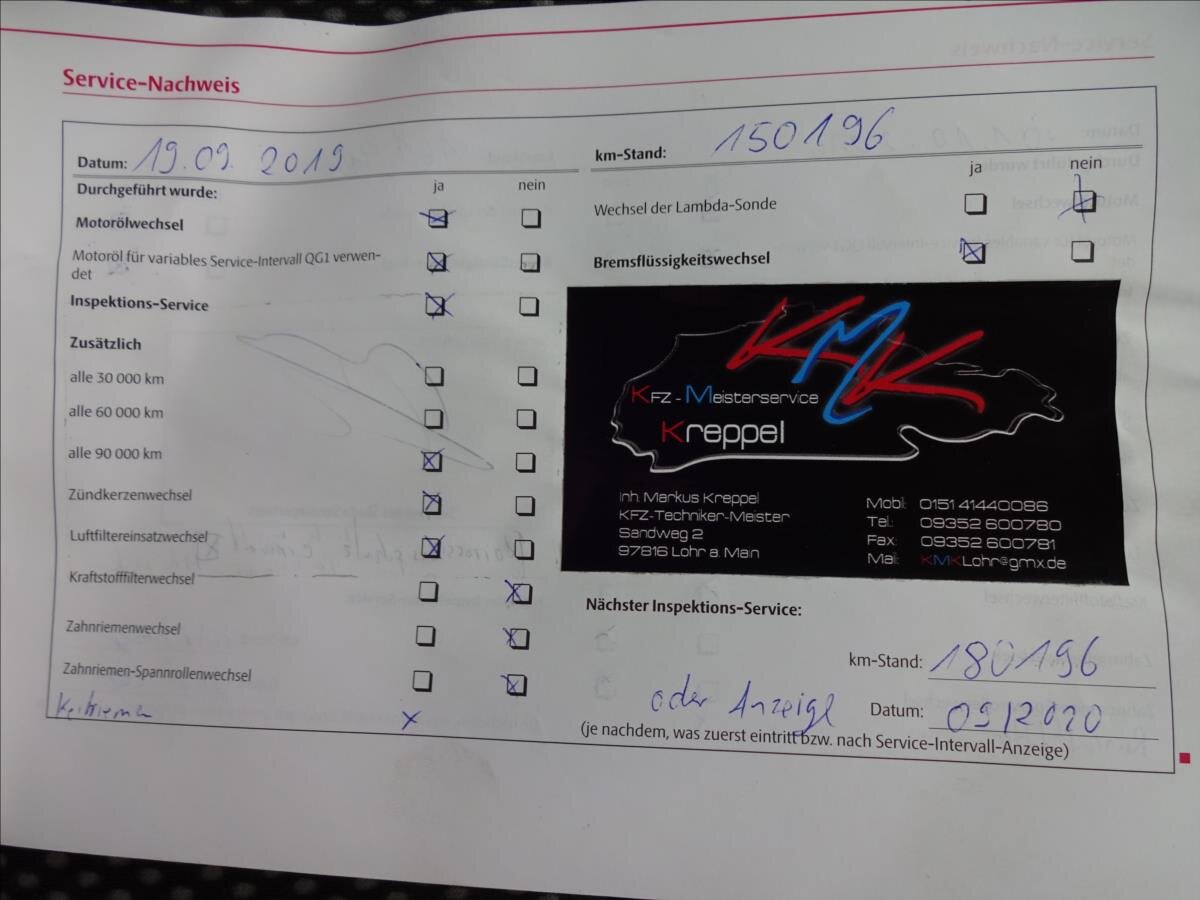 Service-Nachweis
Datum: 19.09.2019
Durchgeführt wurde:
ja nein
Motorölwechsel
Motoröl für variables Service-Intervall QG1 verwen-
det
Inspektions-Service
Zusätzlich
alle 30 000 km
alle 60 000 km
alle 90 000 km
Zündkerzenwechsel
Luftfiltereinsatzwechsel
Kraftstofffilterwechsel
Zahnriemenwechsel
Zahnriemen-Spannrollenwechsel
Keilriemen x
km-Stand: 150196
ja nein
Wechsel der Lambda-Sonde
Bremsflüssigkeitswechsel
KMK
KFZ - Meisterservice
Kreppel
Inh. Markus Kreppel
KFZ-Techniker-Meister
Sandweg 2
97816 Lohr a. Main
Mobil: 0151 41440086
Tel.: 09352 600780
Fax: 09352 600781
Mail: KMKLohr@gmx.de
Nächster Inspektions-Service:
km-Stand: 180196
oder Anzeige
Datum: 09/2020
(je nachdem, was zuerst eintritt bzw. nach Service-Intervall-Anzeige)